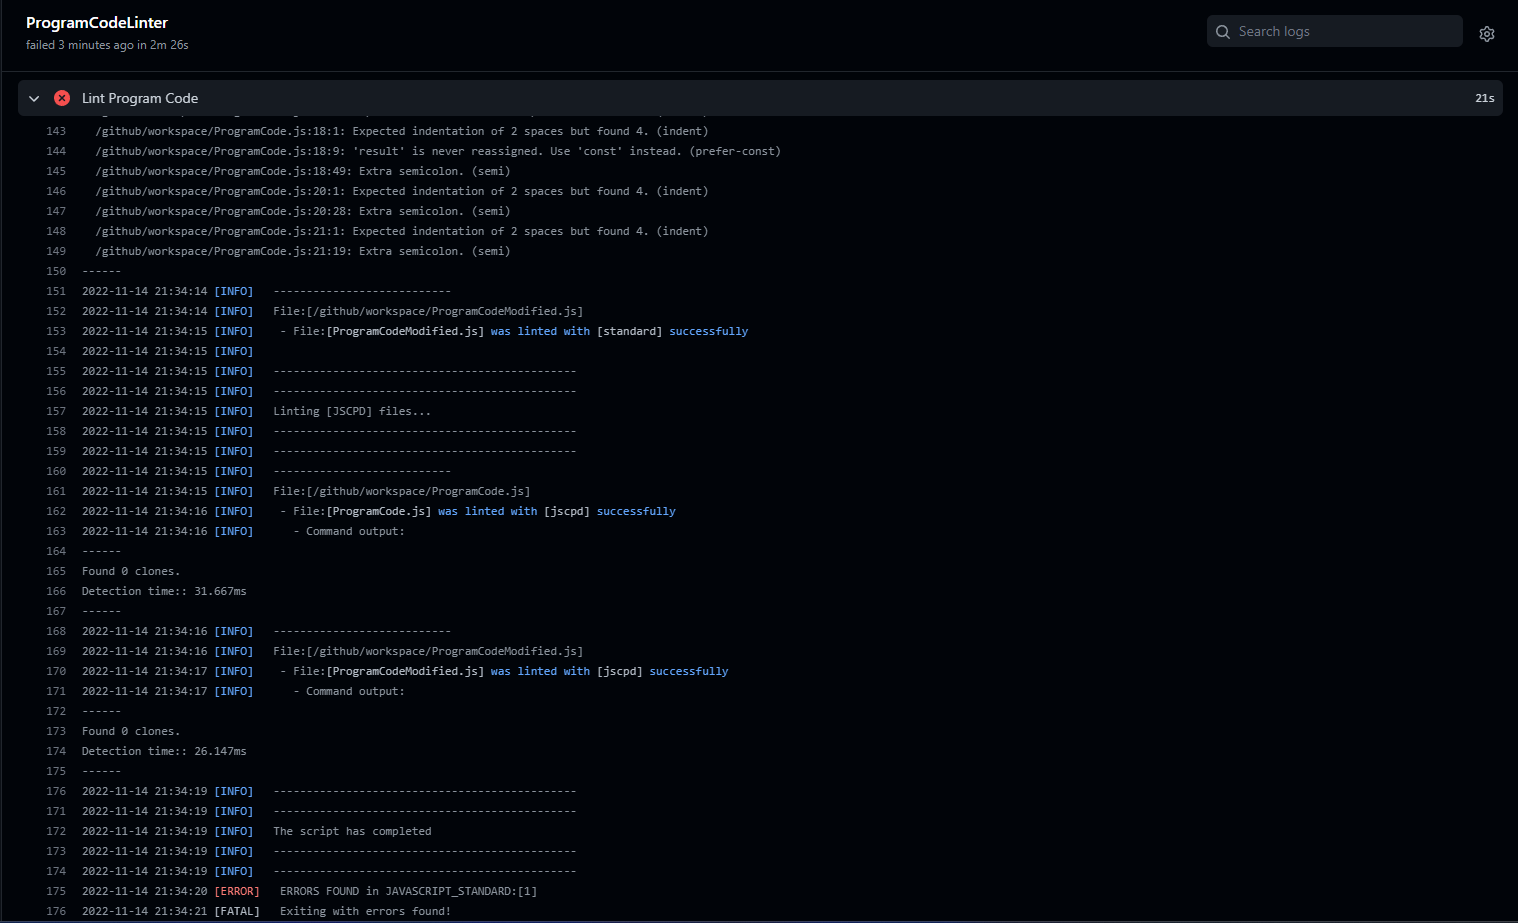 ProgramCodeLinter
failed 3 minutes ago in 2m 26s
Search logs
Lint Program Code
21s
143 /github/workspace/ProgramCode.js:18:1: Expected indentation of 2 spaces but found 4. (indent)
144 /github/workspace/ProgramCode.js:18:9: 'result' is never reassigned. Use 'const' instead. (prefer-const)
145 /github/workspace/ProgramCode.js:18:49: Extra semicolon. (semi)
146 /github/workspace/ProgramCode.js:20:1: Expected indentation of 2 spaces but found 4. (indent)
147 /github/workspace/ProgramCode.js:20:28: Extra semicolon. (semi)
148 /github/workspace/ProgramCode.js:21:1: Expected indentation of 2 spaces but found 4. (indent)
149 /github/workspace/ProgramCode.js:21:19: Extra semicolon. (semi)
150 ------
151 2022-11-14 21:34:14 [INFO] ---------------------------
152 2022-11-14 21:34:14 [INFO] File:[/github/workspace/ProgramCodeModified.js]
153 2022-11-14 21:34:15 [INFO] - File:[ProgramCodeModified.js] was linted with [standard] successfully
154 2022-11-14 21:34:15 [INFO]
155 2022-11-14 21:34:15 [INFO] ----------------------------------------------
156 2022-11-14 21:34:15 [INFO] ----------------------------------------------
157 2022-11-14 21:34:15 [INFO] Linting [JSCPD] files...
158 2022-11-14 21:34:15 [INFO] ----------------------------------------------
159 2022-11-14 21:34:15 [INFO] ----------------------------------------------
160 2022-11-14 21:34:15 [INFO] ---------------------------
161 2022-11-14 21:34:15 [INFO] File:[/github/workspace/ProgramCode.js]
162 2022-11-14 21:34:16 [INFO] - File:[ProgramCode.js] was linted with [jscpd] successfully
163 2022-11-14 21:34:16 [INFO] - Command output:
164 ------
165 Found 0 clones.
166 Detection time:: 31.667ms
167 ------
168 2022-11-14 21:34:16 [INFO] ---------------------------
169 2022-11-14 21:34:16 [INFO] File:[/github/workspace/ProgramCodeModified.js]
170 2022-11-14 21:34:17 [INFO] - File:[ProgramCodeModified.js] was linted with [jscpd] successfully
171 2022-11-14 21:34:17 [INFO] - Command output:
172 ------
173 Found 0 clones.
174 Detection time:: 26.147ms
175 ------
176 2022-11-14 21:34:19 [INFO] ----------------------------------------------
171 2022-11-14 21:34:19 [INFO] ----------------------------------------------
172 2022-11-14 21:34:19 [INFO] The script has completed
173 2022-11-14 21:34:19 [INFO] ----------------------------------------------
174 2022-11-14 21:34:19 [INFO] ----------------------------------------------
175 2022-11-14 21:34:20 [ERROR] ERRORS FOUND in JAVASCRIPT_STANDARD:[1]
176 2022-11-14 21:34:21 [FATAL] Exiting with errors found!